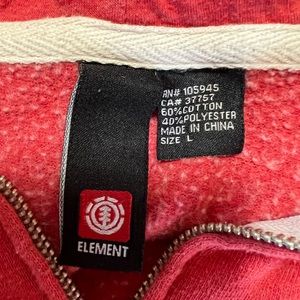 RN# 105945
CA# 37757
60%COTTON
40%POLYESTER
MADE IN CHINA
SIZE L
ELEMENT